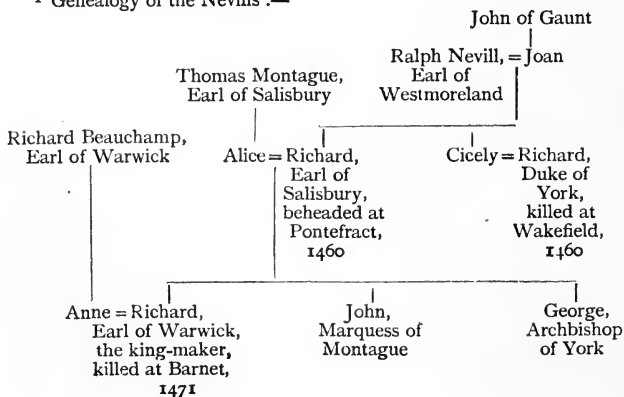 Genealogy of the Nevills :—
John of Gaunt
Ralph Nevill, = Joan
Earl of
Westmoreland
Thomas Montague,
Earl of Salisbury
Richard Beauchamp,
Earl of Warwick
Alice = Richard,
Earl of
Salisbury,
beheaded at
Pontefract,
1460
Cicely = Richard,
Duke of
York,
killed at
Wakefield,
1460
Anne = Richard,
Earl of Warwick,
the king-maker,
killed at Barnet,
1471
John,
Marquess of
Montague
George,
Archbishop
of York